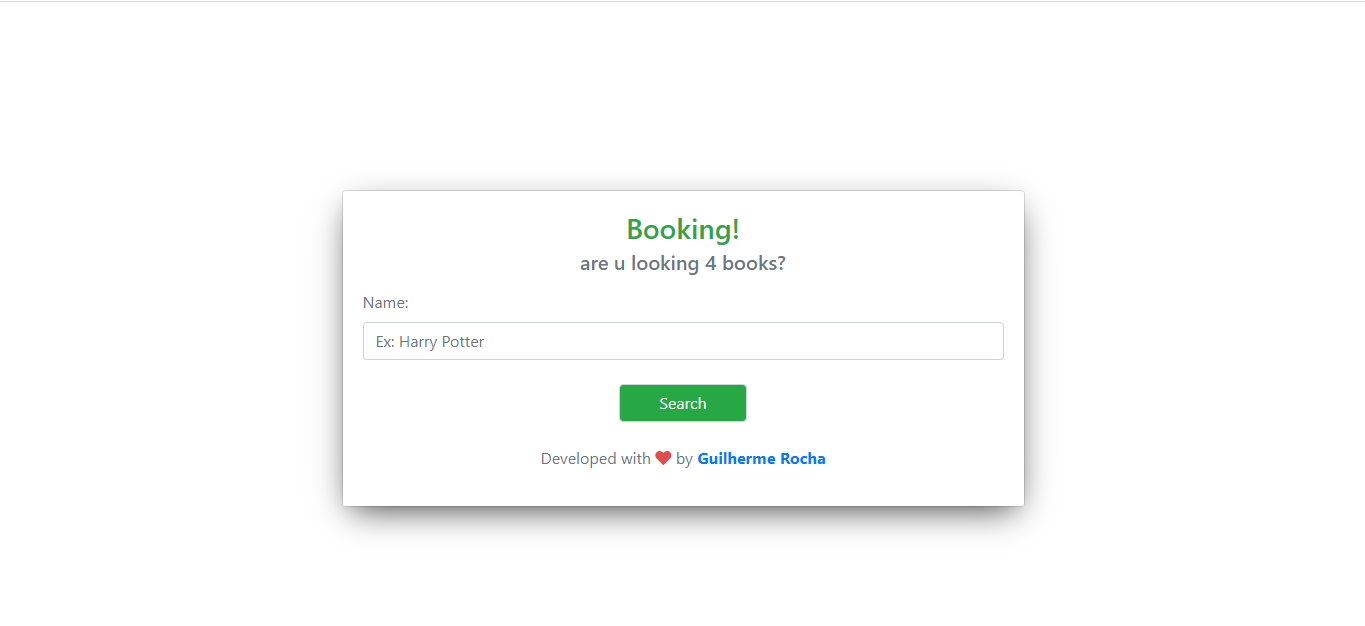 Booking!
are u looking 4 books?
Name:
Ex: Harry Potter
Search
Developed with ❤ by Guilherme Rocha